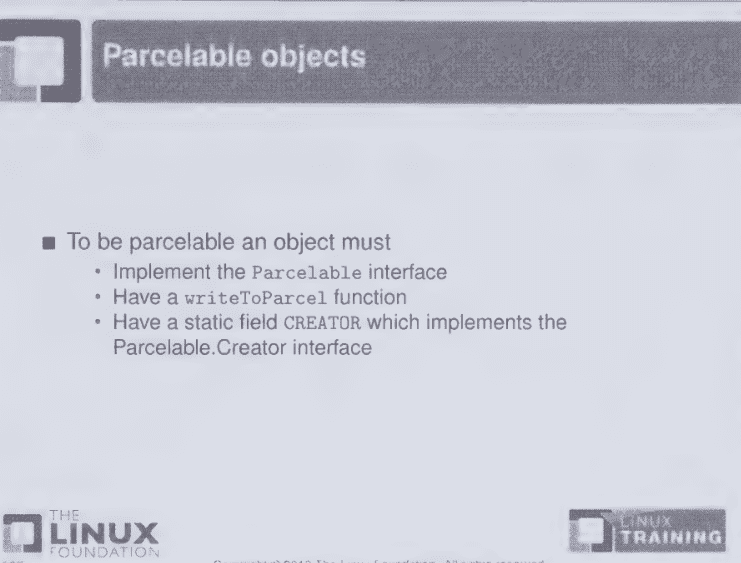 Parcelable objects
■ To be parcelable an object must
• Implement the Parcelable interface
• Have a writeToParcel function
• Have a static field CREATOR which implements the
Parcelable.Creator interface
THE
LINUX
FOUNDATION
LINUX
TRAINING